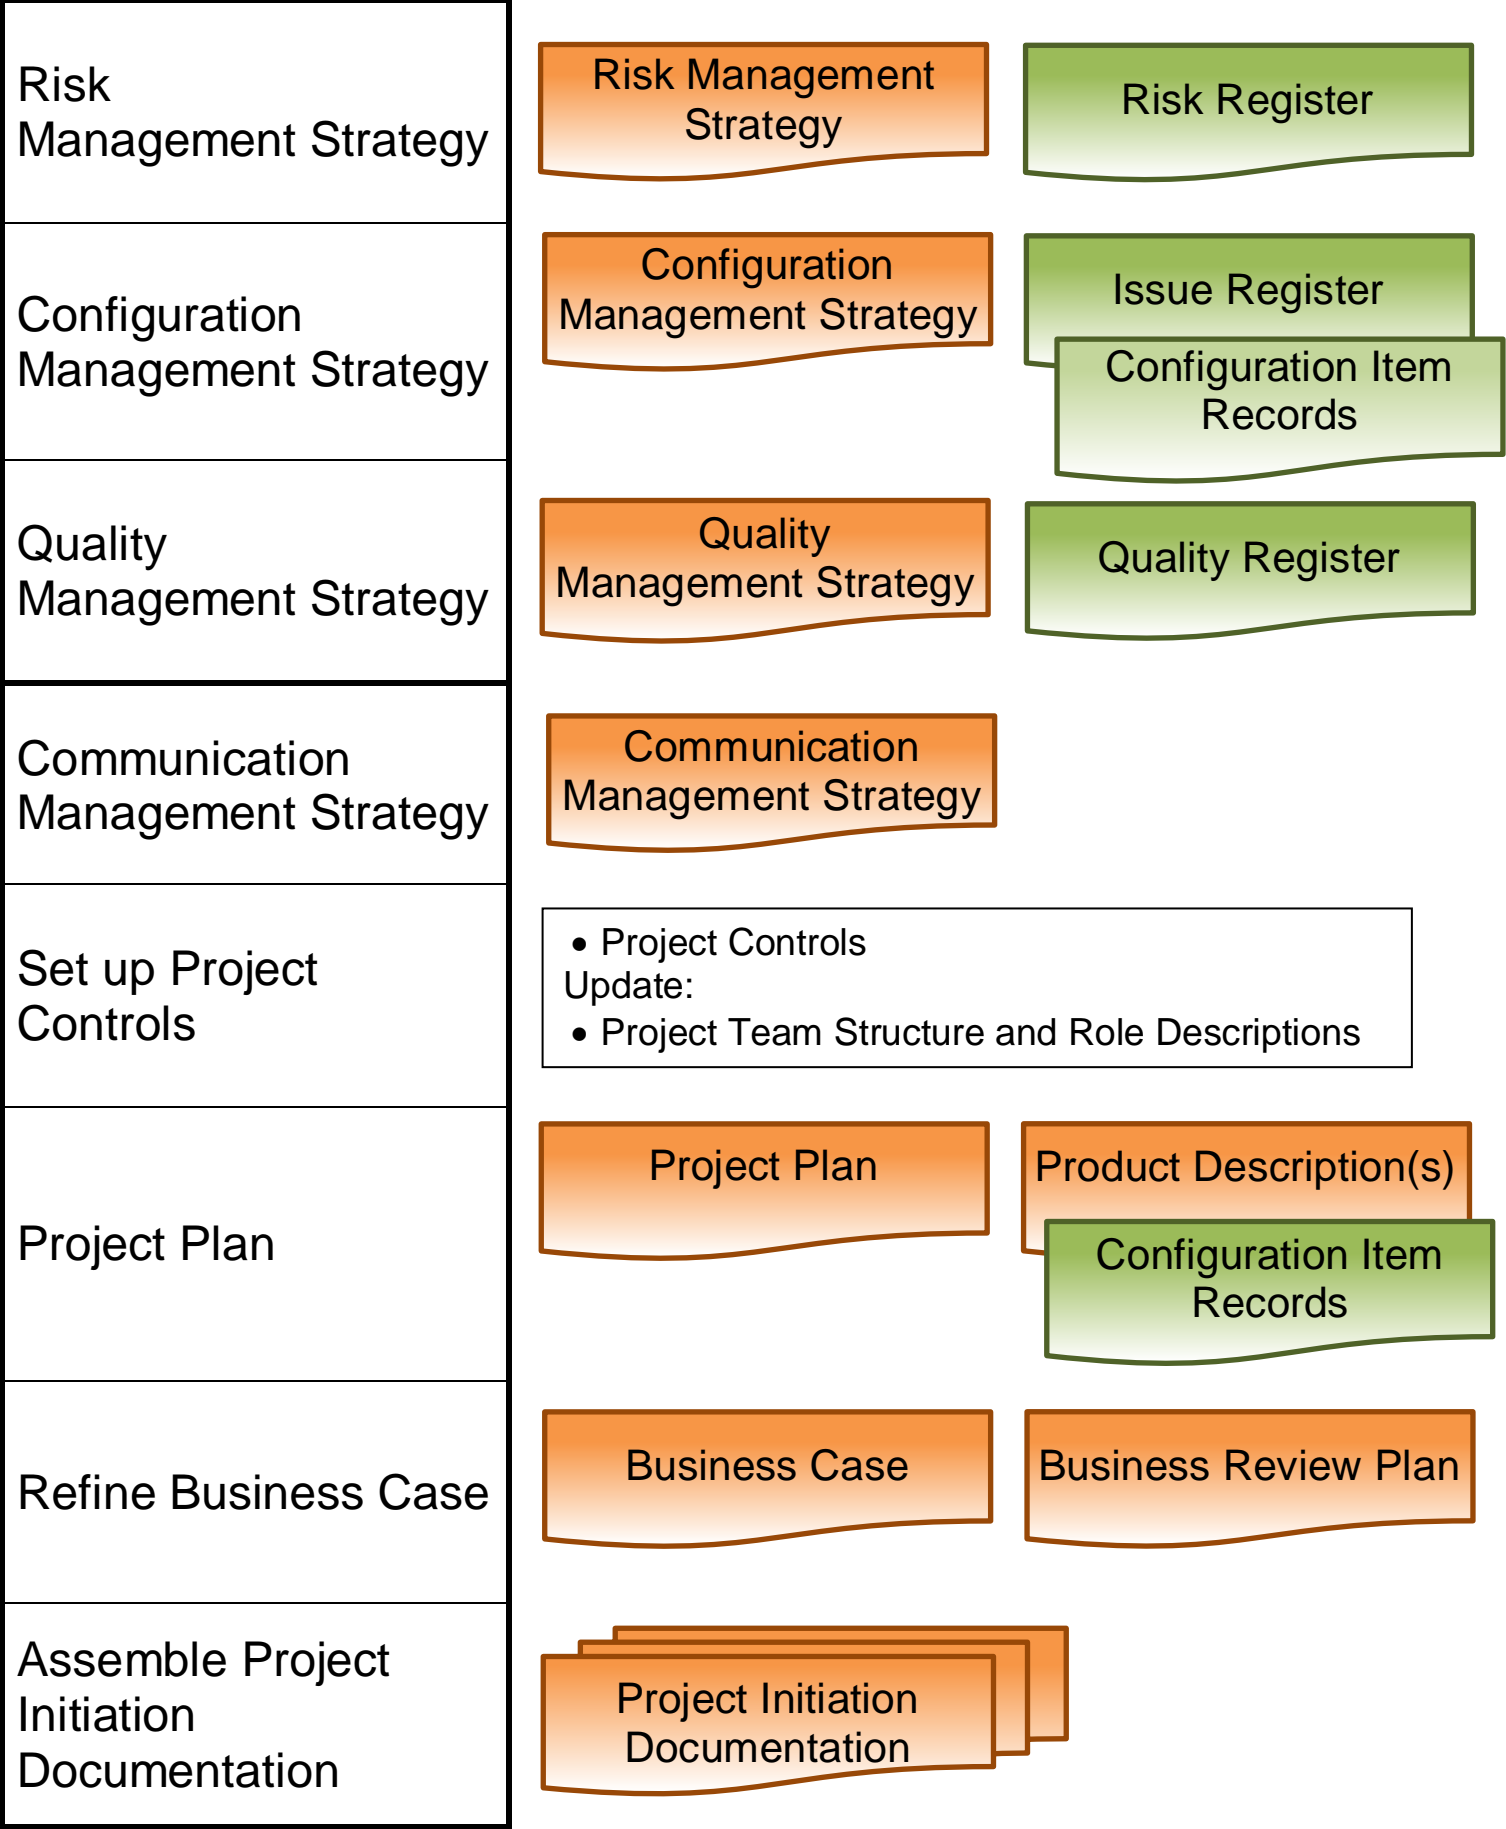 Risk
Management Strategy
Risk Management
Strategy
Risk Register
Configuration
Management Strategy
Configuration
Management Strategy
Issue Register
Configuration Item
Records
Quality
Management Strategy
Quality
Management Strategy
Quality Register
Communication
Management Strategy
Communication
Management Strategy
Set up Project
Controls
• Project Controls
Update:
• Project Team Structure and Role Descriptions
Project Plan
Project Plan
Product Description(s)
Configuration Item
Records
Refine Business Case
Business Case
Business Review Plan
Assemble Project
Initiation
Documentation
Project Initiation
Documentation